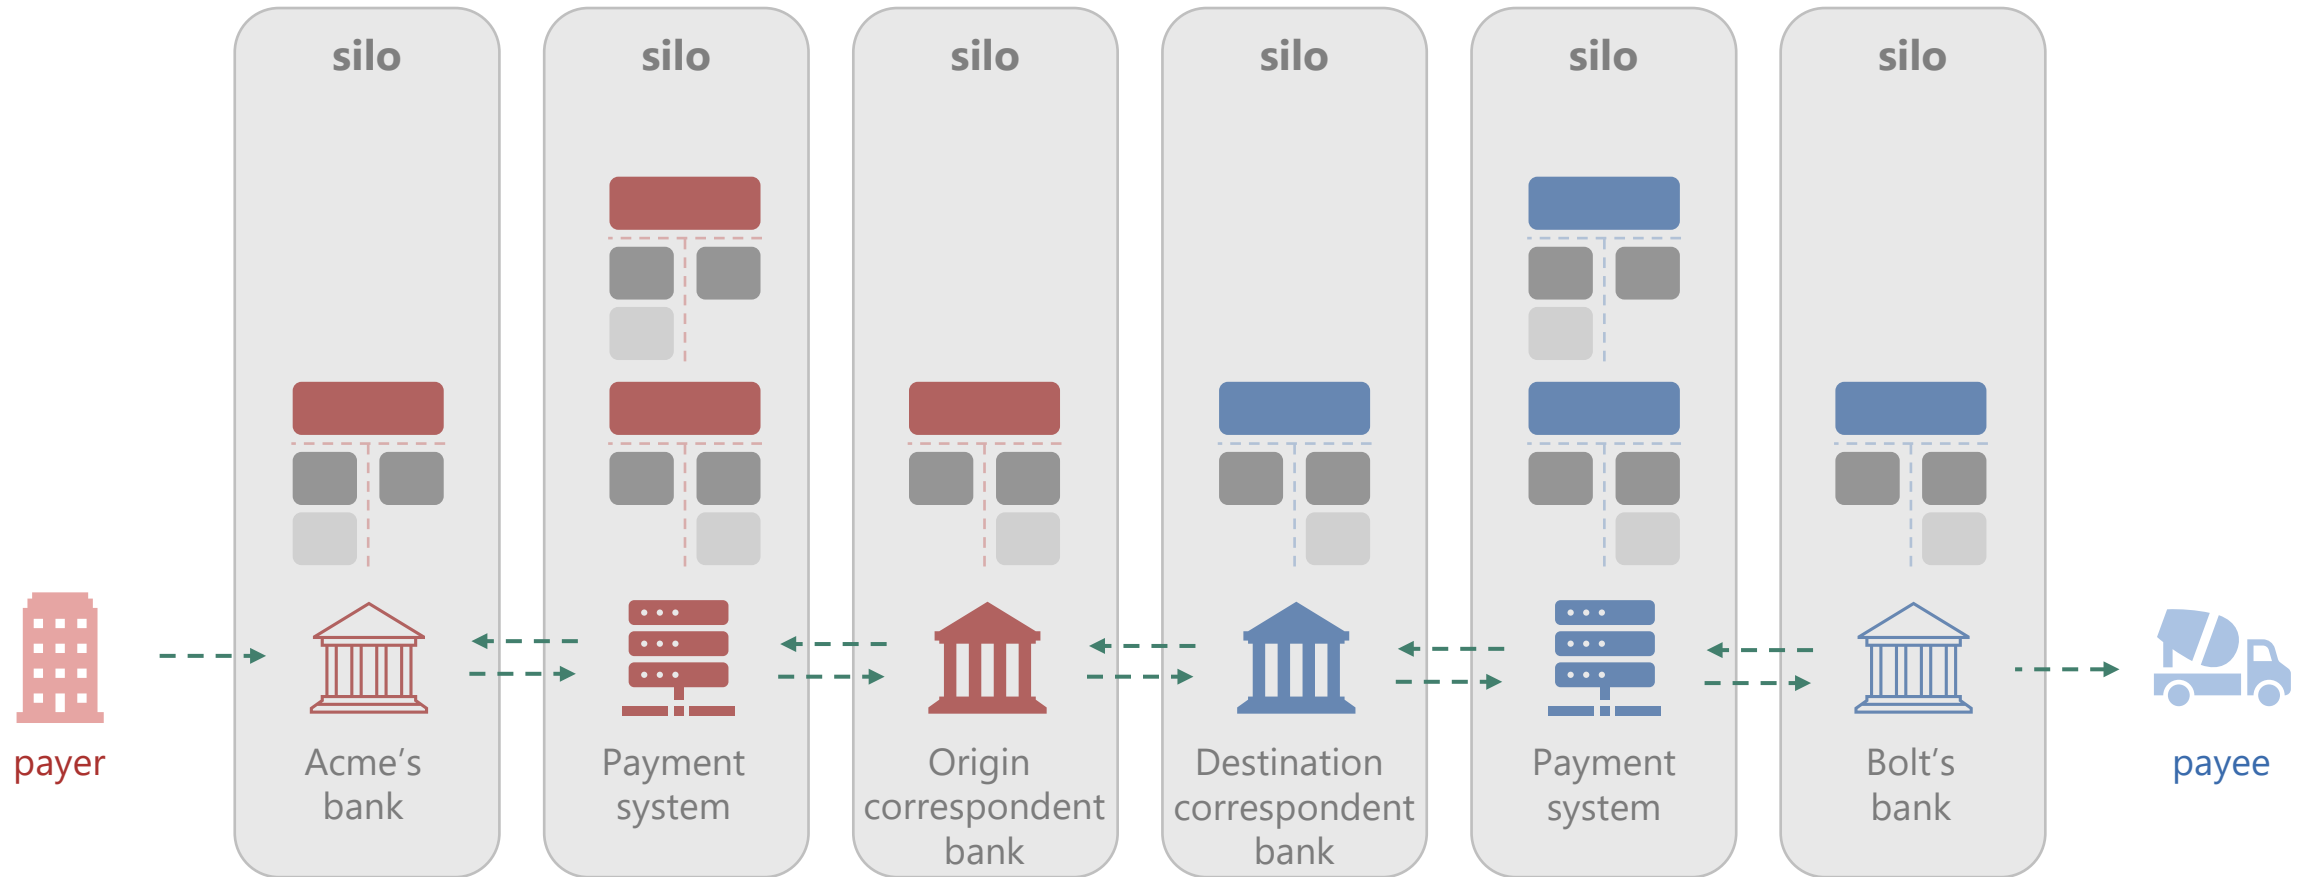 silo
silo
silo
silo
silo
silo
payer
Acme’s
bank
Payment
system
Origin
correspondent
bank
Destination
correspondent
bank
Payment
system
Bolt’s
bank
payee